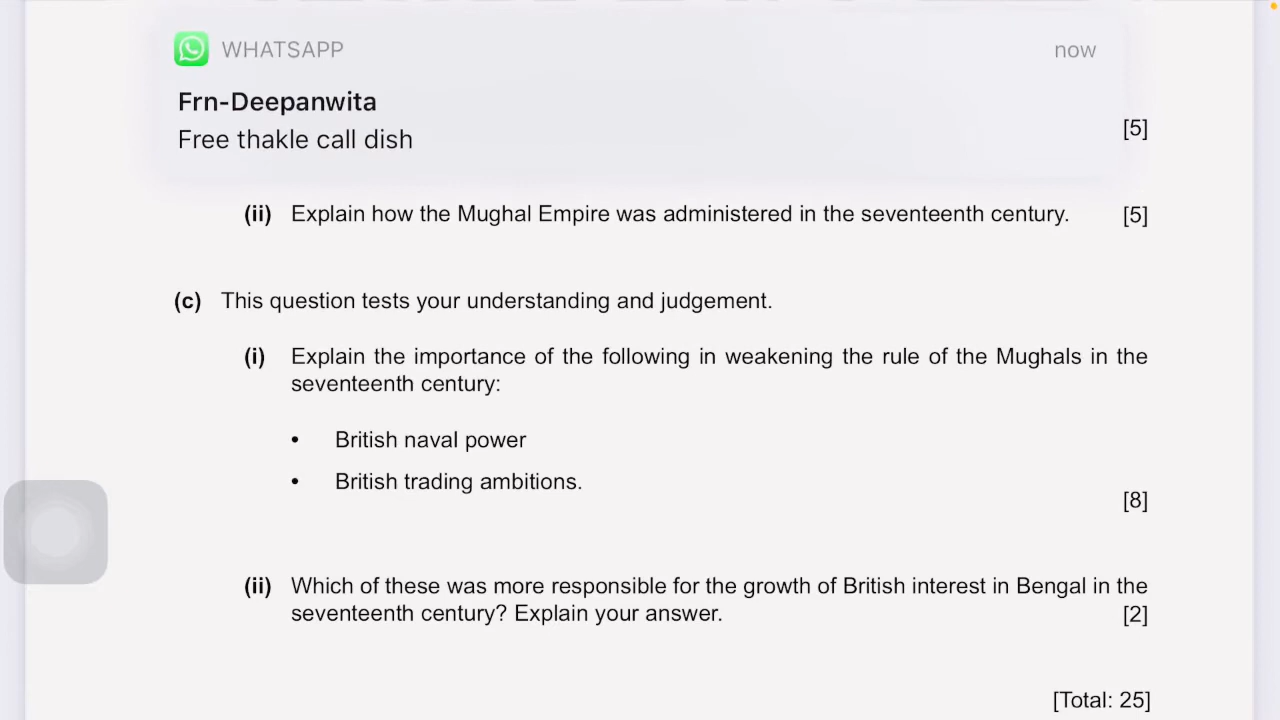 WHATSAPP now
Frn-Deepanwita
Free thakle call dish
[5]
(ii) Explain how the Mughal Empire was administered in the seventeenth century. [5]
(c) This question tests your understanding and judgement.
(i) Explain the importance of the following in weakening the rule of the Mughals in the
seventeenth century:
• British naval power
• British trading ambitions.
[8]
(ii) Which of these was more responsible for the growth of British interest in Bengal in the
seventeenth century? Explain your answer. [2]
[Total: 25]